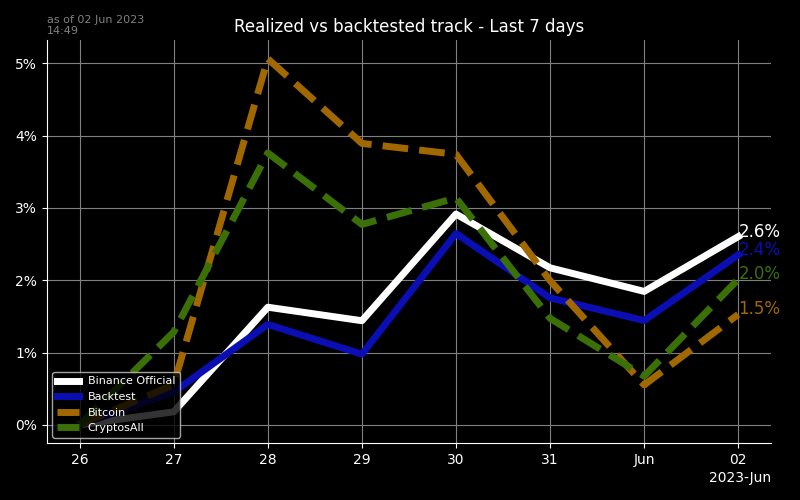 as of 02 Jun 2023
14:49
Realized vs backtested track - Last 7 days
5%
4%
3%
2%
1%
0%
2.6%
2.4%
2.0%
1.5%
Binance Official
Backtest
Bitcoin
CryptosAll
26 27 28 29 30 31 Jun 02
2023-Jun